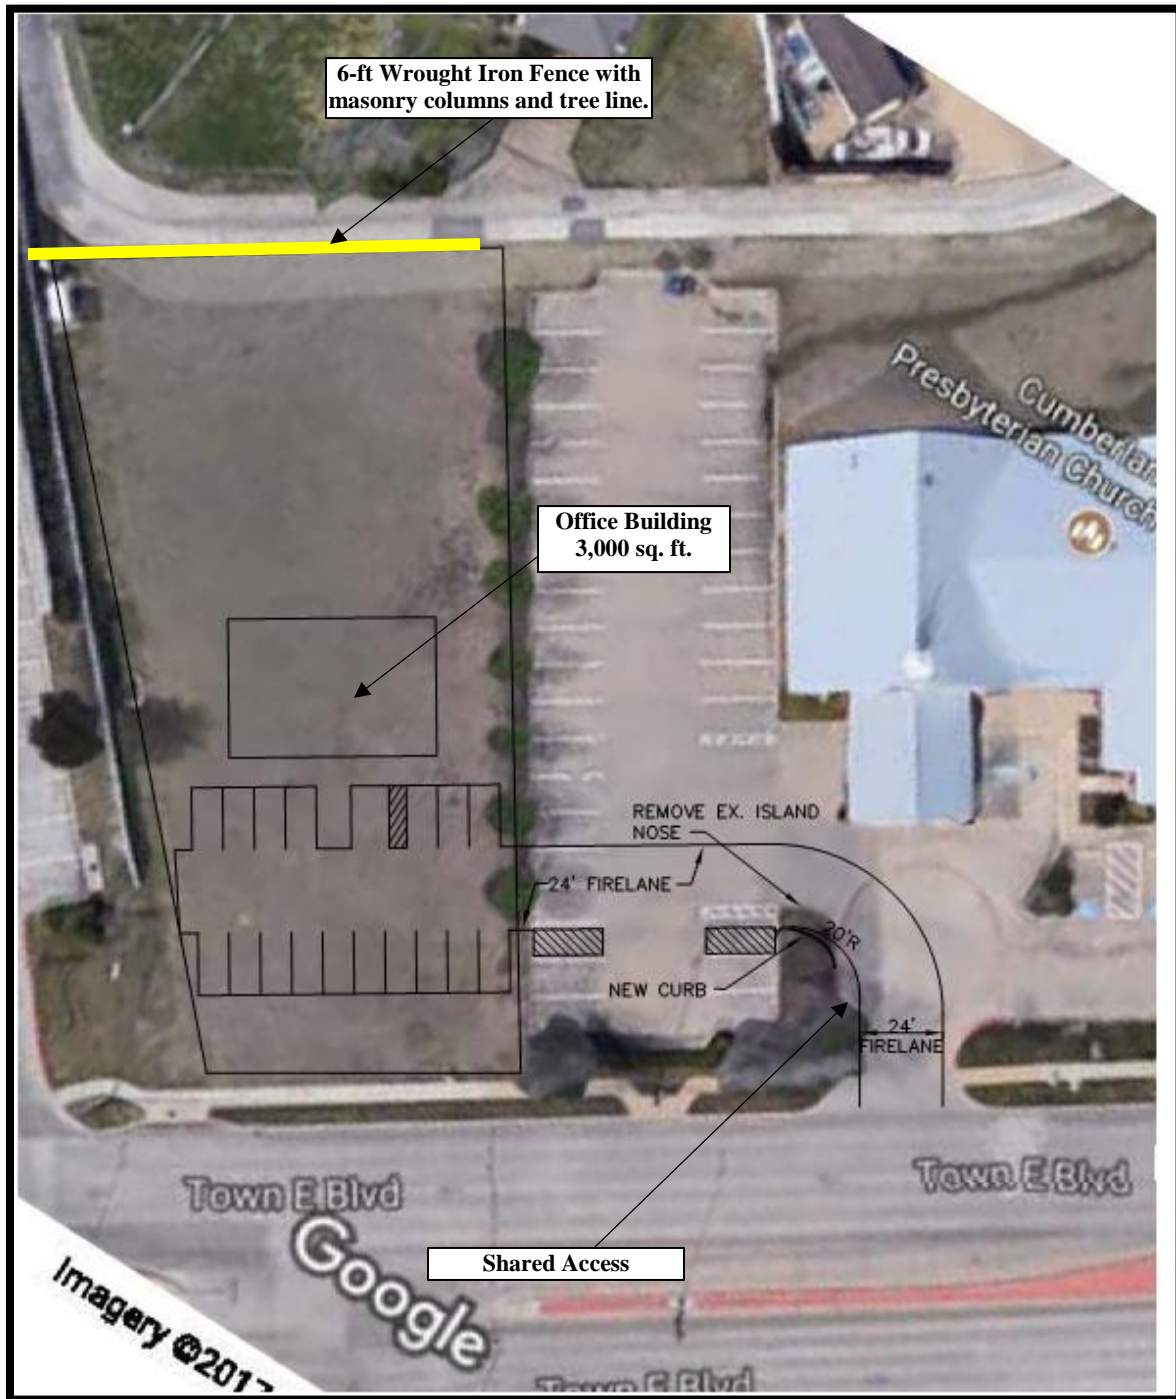 6-ft Wrought Iron Fence with
masonry columns and tree line.
Cumberlan
Presbyterian Church
Office Building
3,000 sq. ft.
REMOVE EX. ISLAND
NOSE
24' FIRELANE
20'R
NEW CURB
24'
FIRELANE
Town E Blvd
Town E Blvd
Shared Access
Google
Imagery ©2017
Town E Blvd